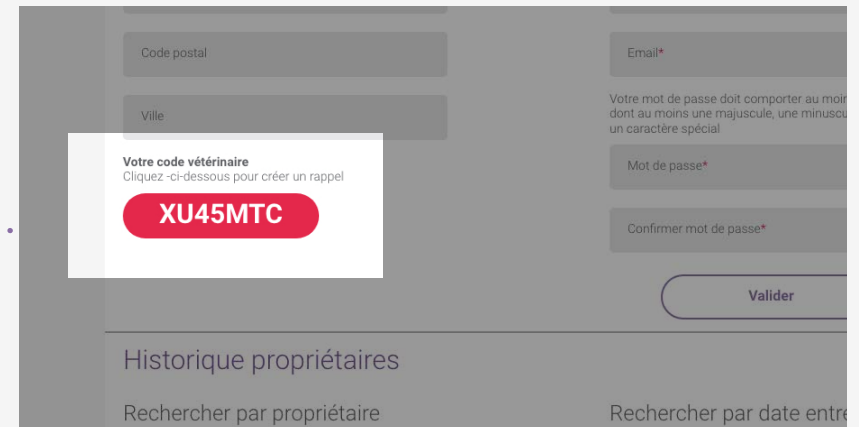 Code postal
Ville
Votre code vétérinaire
Cliquez -ci-dessous pour créer un rappel
XU45MTC
Email*
Votre mot de passe doit comporter au moin
dont au moins une majuscule, une minuscu
un caractère spécial
Mot de passe*
Confirmer mot de passe*
Valider
Historique propriétaires
Rechercher par propriétaire
Rechercher par date entre